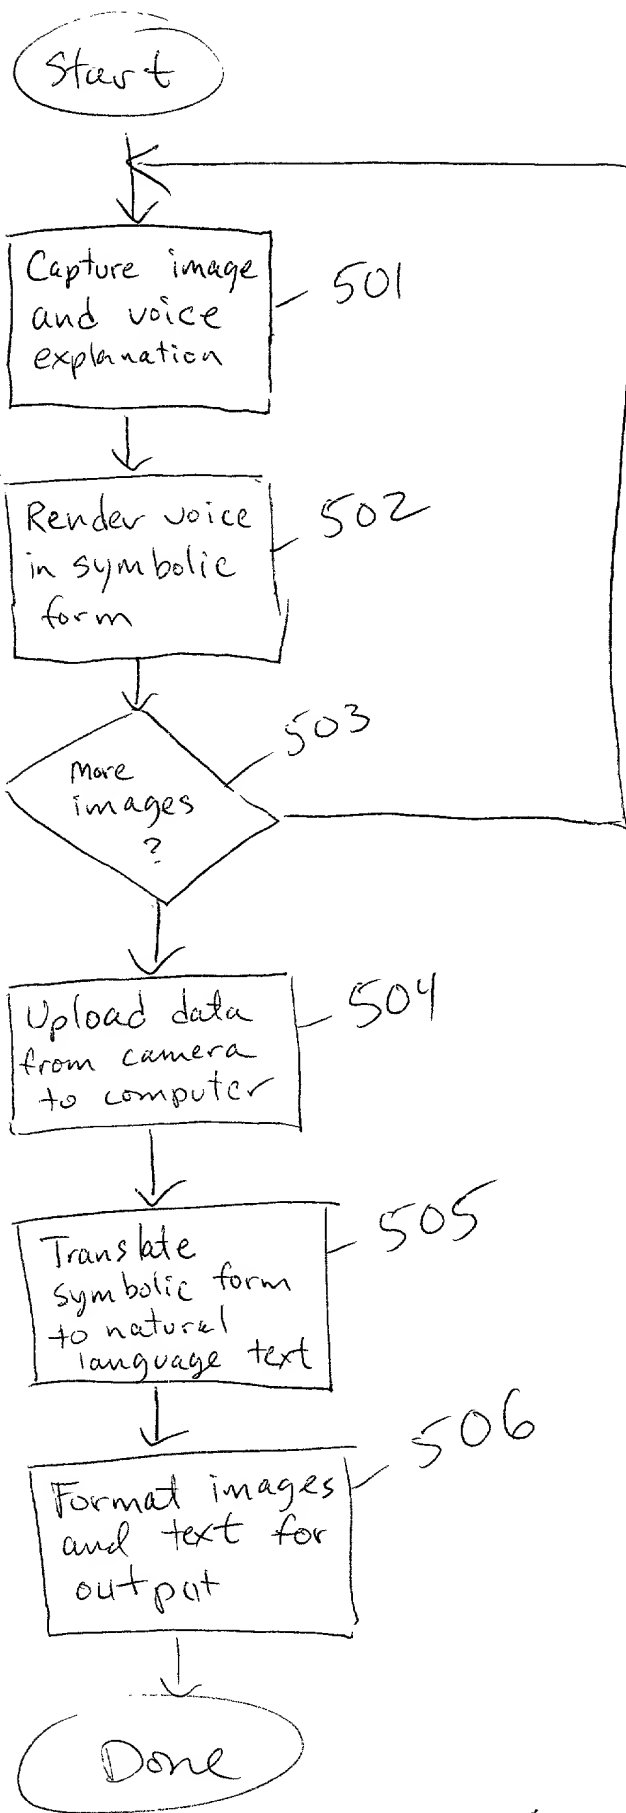 Start
Capture image
and voice
explanation
501
Render voice
in symbolic
form
502
More
images
?
503
Upload data
from camera
to computer
504
Translate
symbolic form
to natural
language text
505
Format images
and text for
output
506
Done